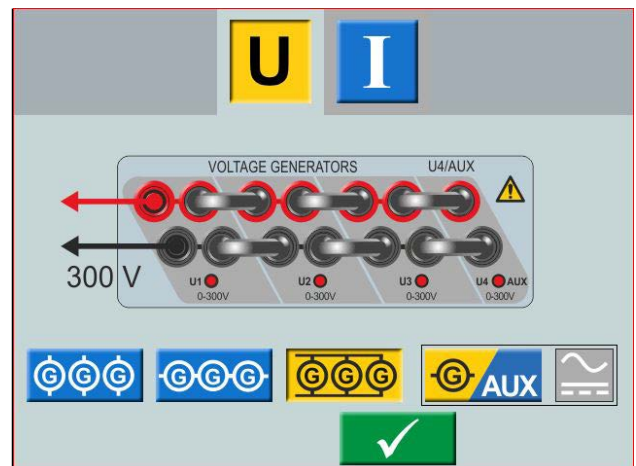 U I
VOLTAGE GENERATORS U4/AUX
300 V
U1 U2 U3 U4 AUX
0-300V 0-300V 0-300V 0-300V
G G G G G G G G G G AUX